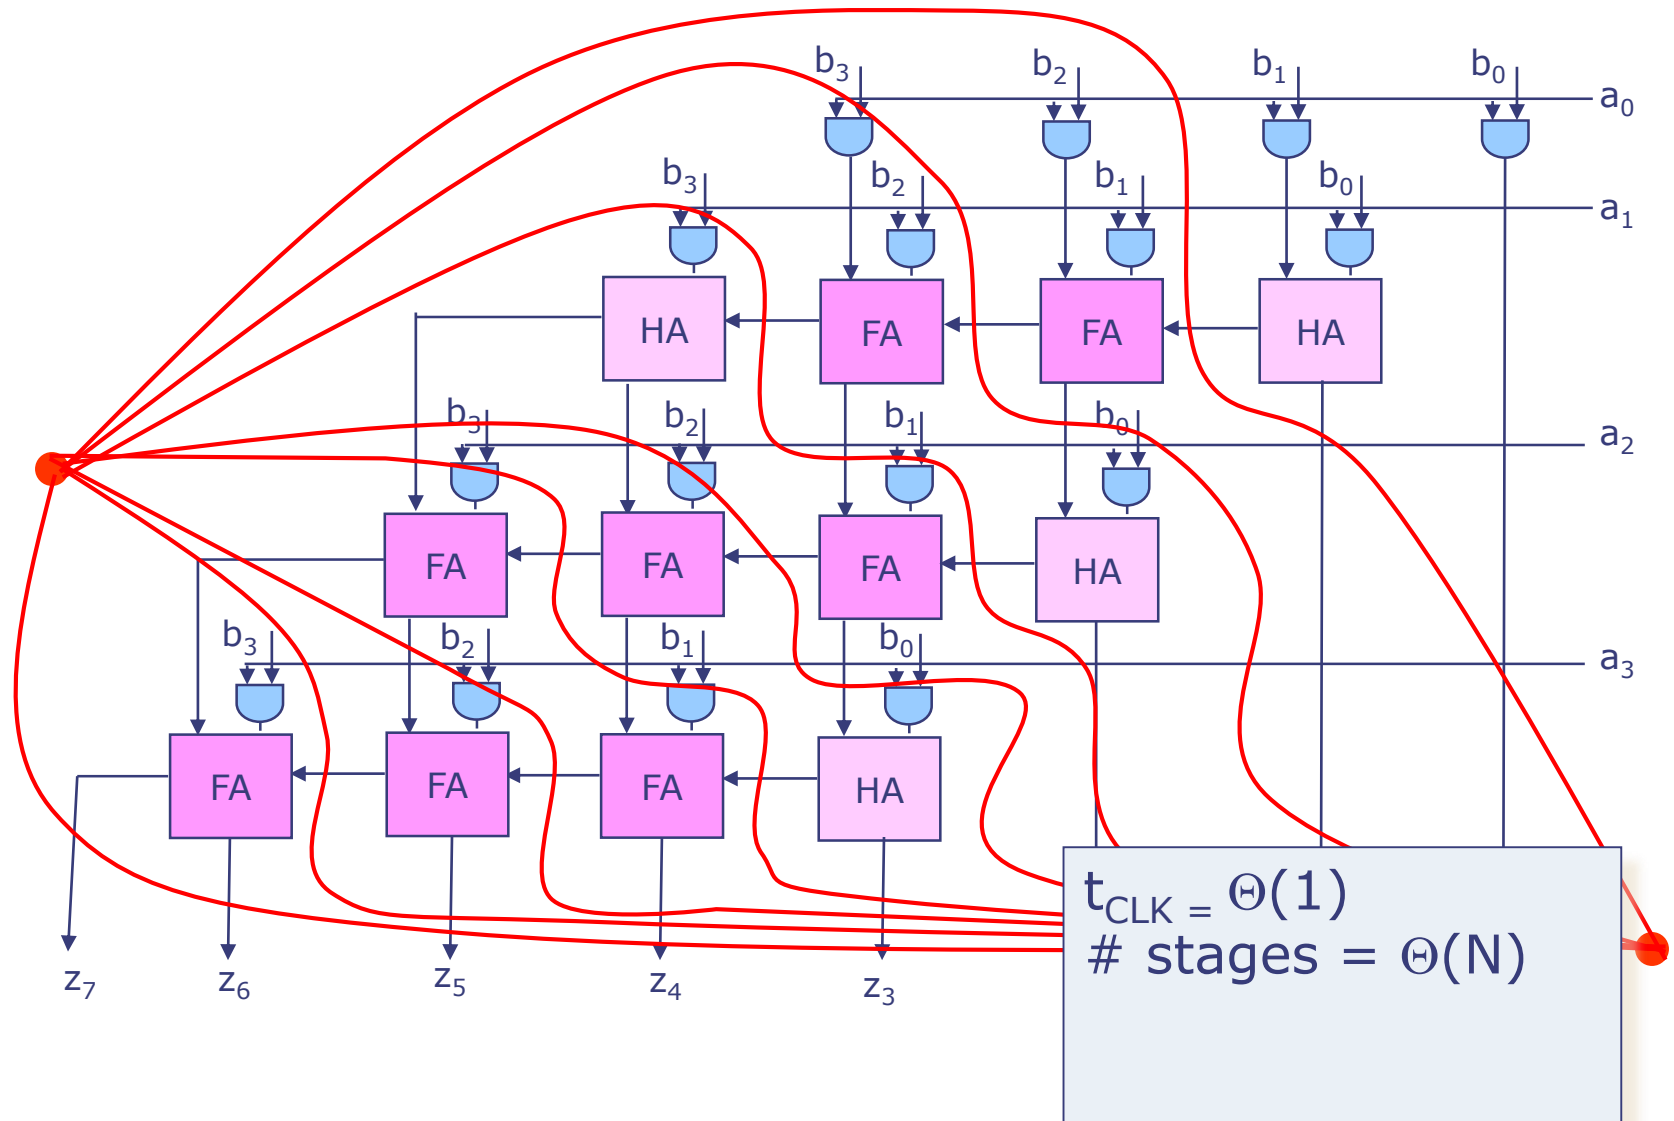 b₃ b₂ b₁ b₀ a₀
b₃ b₂ b₁ b₀ a₁
HA FA FA HA
b₃ b₂ b₁ b₀ a₂
FA FA FA HA
b₃ b₂ b₁ b₀ a₃
FA FA FA HA
t_CLK = Θ(1)
# stages = Θ(N)
z₇ z₆ z₅ z₄ z₃